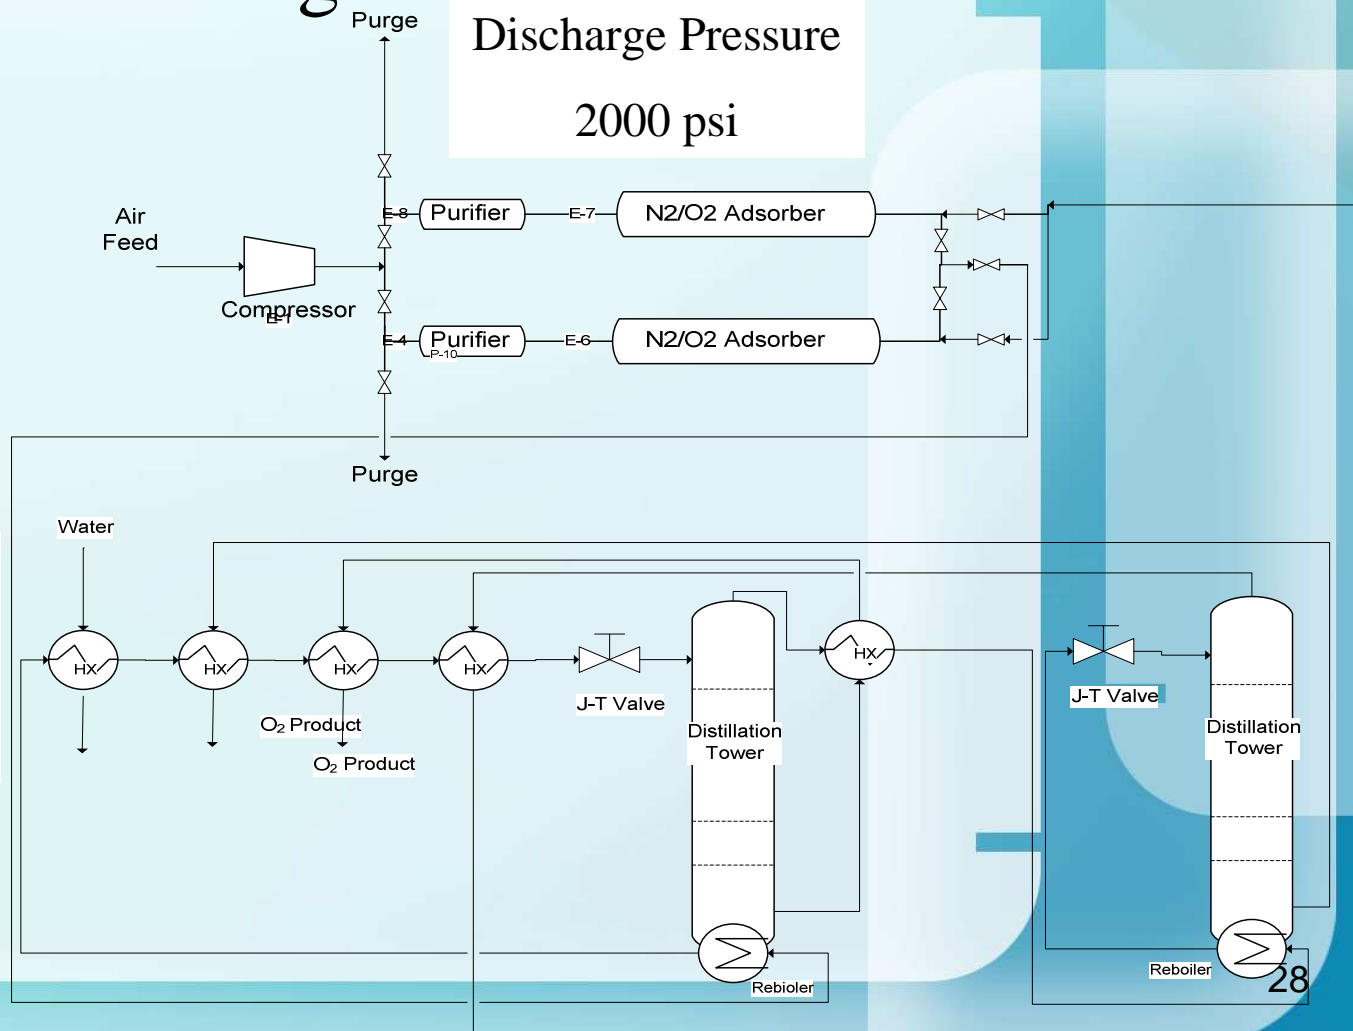 g
Purge
Discharge Pressure
2000 psi
Air
Feed
E-8
Purifier
E-7
N2/O2 Adsorber
Compressor
E-1
E-4
Purifier
P-10
E-6
N2/O2 Adsorber
Purge
Water
HX
HX
HX
HX
HX
J-T Valve
J-T Valve
O₂ Product
O₂ Product
Distillation
Tower
Distillation
Tower
Rebioler
Reboiler
28